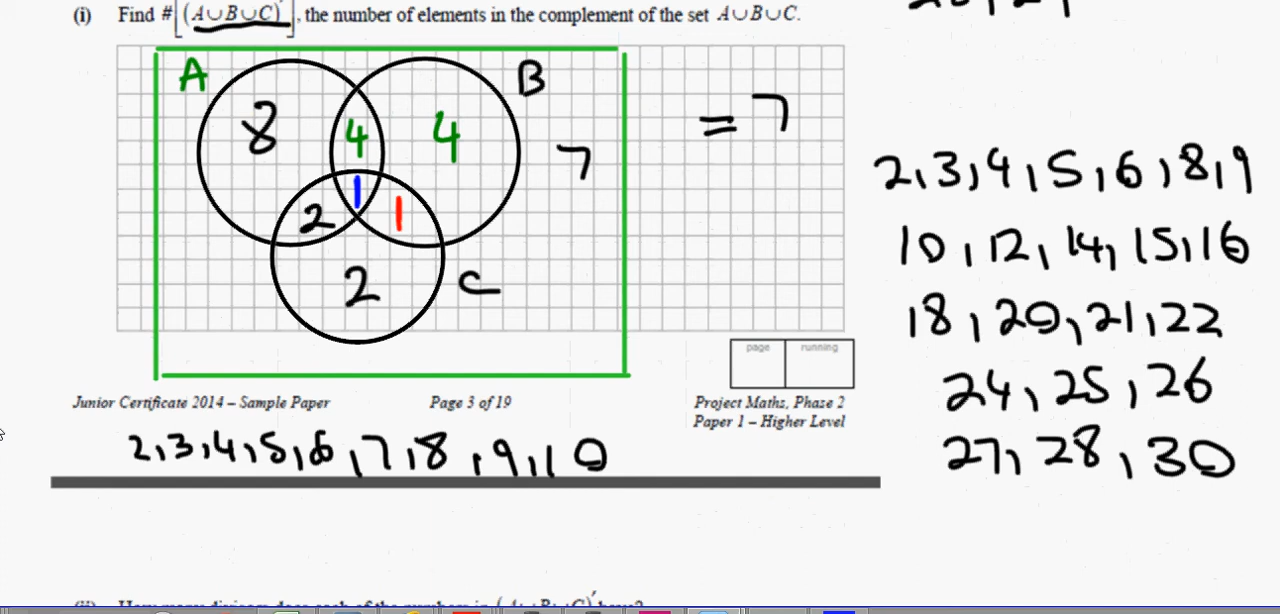 (i) Find #[(A∪B∪C)'], the number of elements in the complement of the set A∪B∪C.
A B
8 4 4 7 = 7
2 1 1
2 C
2,3,4,5,6,8,9
10,12,14,15,16
18,20,21,22
24,25,26
27,28,30
page running
Junior Certificate 2014 – Sample Paper Page 3 of 19 Project Maths, Phase 2
Paper 1 – Higher Level
2,3,4,5,6,7,8,9,10